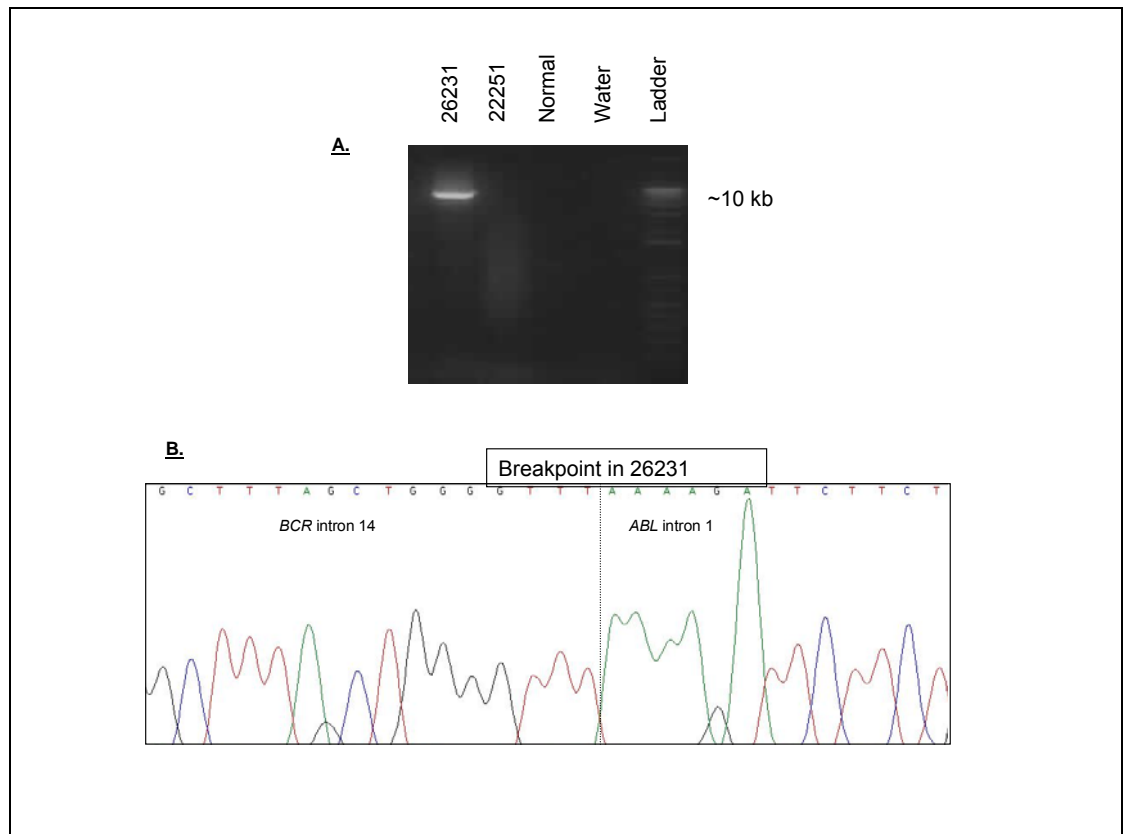 26231 22251 Normal Water Ladder
A.
~10 kb
B.
Breakpoint in 26231
G C T T T A G C T G G G G T T T A A A A G A T T C T T C T
BCR intron 14 ABL intron 1